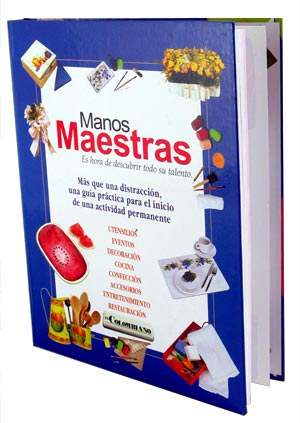 Manos
Maestras
Es hora de descubrir todo su talento.
Más que una distracción,
una guía práctica para el inicio
de una actividad permanente
UTENSILIOS
EVENTOS
DECORACIÓN
COCINA
CONFECCIÓN
ACCESORIOS
ENTRETENIMIENTO
RESTAURACIÓN
EL COLOMBIANO